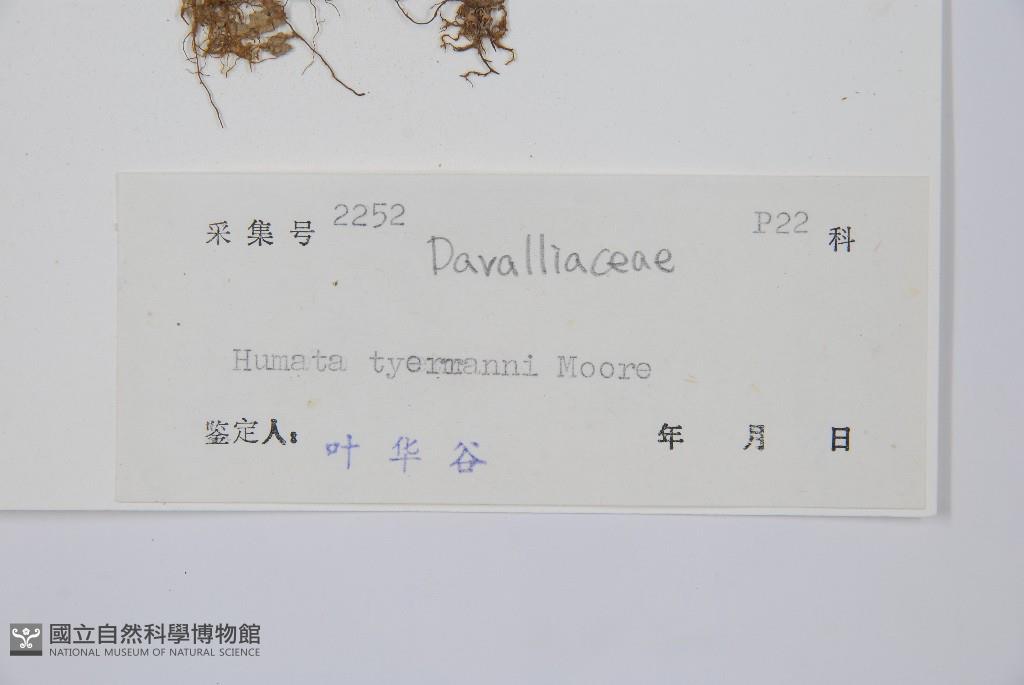 采集号 2252 P22 科
Davalliaceae
Humata tyermanni Moore
鉴定人: 叶华谷 年 月 日
國立自然科學博物館
NATIONAL MUSEUM OF NATURAL SCIENCE